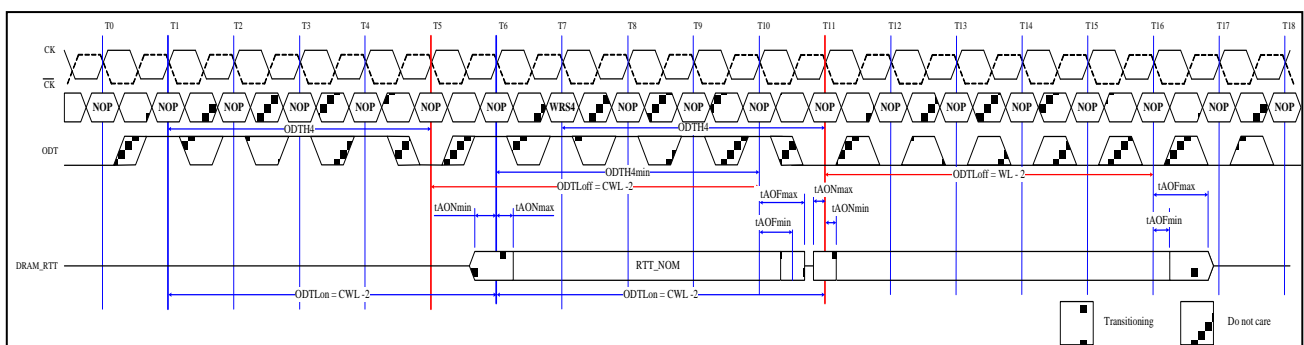 T0 T1 T2 T3 T4 T5 T6 T7 T8 T9 T10 T11 T12 T13 T14 T15 T16 T17 T18
CK
CK
NOP NOP NOP NOP NOP NOP NOP WRS4 NOP NOP NOP NOP NOP NOP NOP NOP NOP NOP
ODTH4 ODTH4
ODT
ODTH4min ODTLoff = WL - 2
ODTLoff = CWL -2
tAOFmax tAONmax tAOFmax
tAONmin tAONmax tAONmin
tAOFmin tAOFmin
DRAM_RTT RTT_NOM
ODTLon = CWL -2 ODTLon = CWL -2
Transitioning Do not care